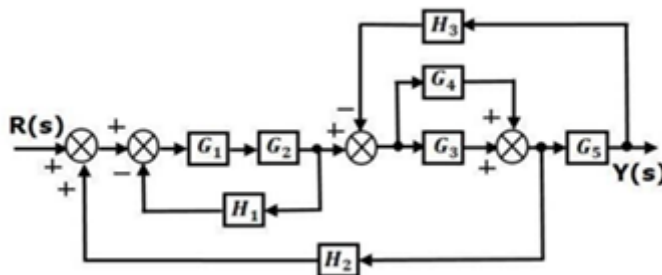 H₃
G₄
R(s) + + − G₁ G₂ + − G₃ + + G₅ Y(s)
+ H₁
H₂